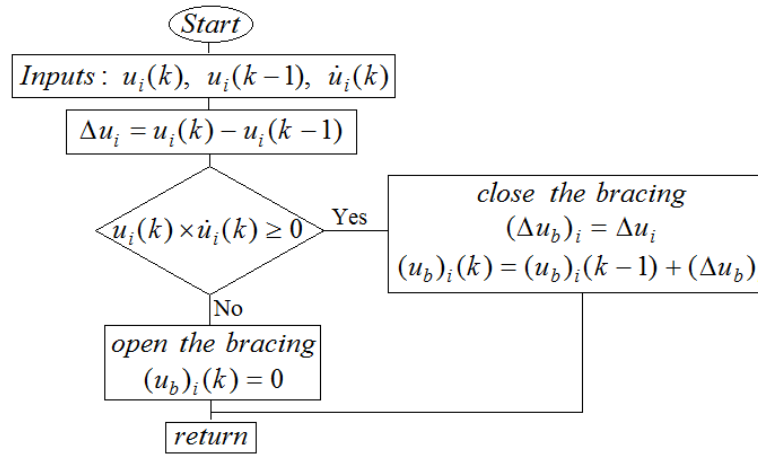 Start
Inputs: u_i(k), u_i(k−1), u̇_i(k)
Δu_i = u_i(k) − u_i(k−1)
u_i(k) × u̇_i(k) ≥ 0
Yes
close the bracing
(Δu_b)_i = Δu_i
(u_b)_i(k) = (u_b)_i(k−1) + (Δu_b)
No
open the bracing
(u_b)_i(k) = 0
return